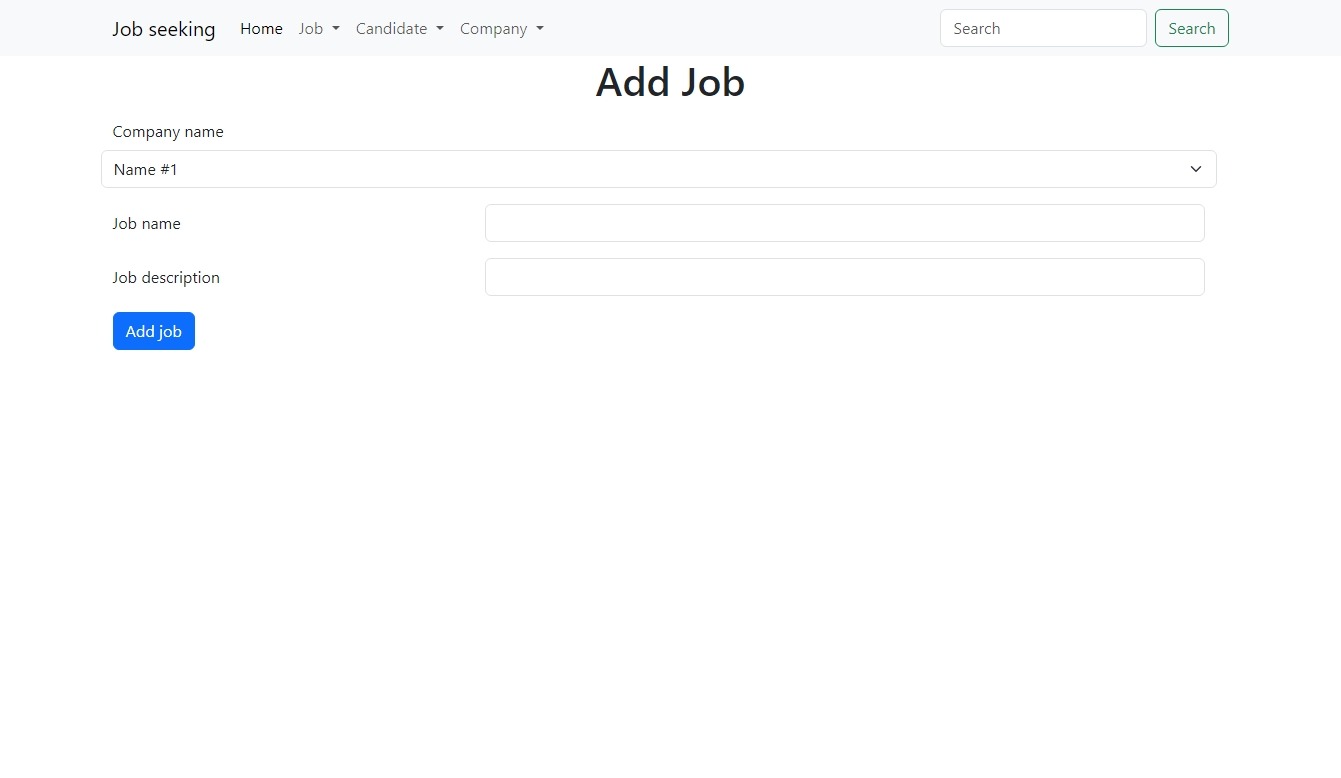 Job seeking Home Job Candidate Company Search Search
Add Job
Company name
Name #1
Job name
Job description
Add job